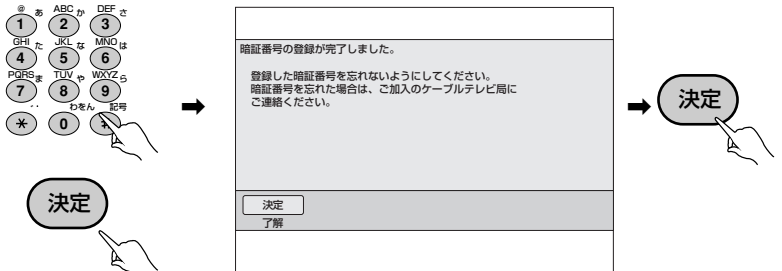 @ あ ABC か DEF さ
1 2 3
GHI た JKL な MNO は
4 5 6
PQRS ま TUV や WXYZ ら
7 8 9
゛゜ わをん 記号
＊ 0 #
決定
暗証番号の登録が完了しました。
登録した暗証番号を忘れないようにしてください。
暗証番号を忘れた場合は、ご加入のケーブルテレビ局に
ご連絡ください。
決定
了解
決定